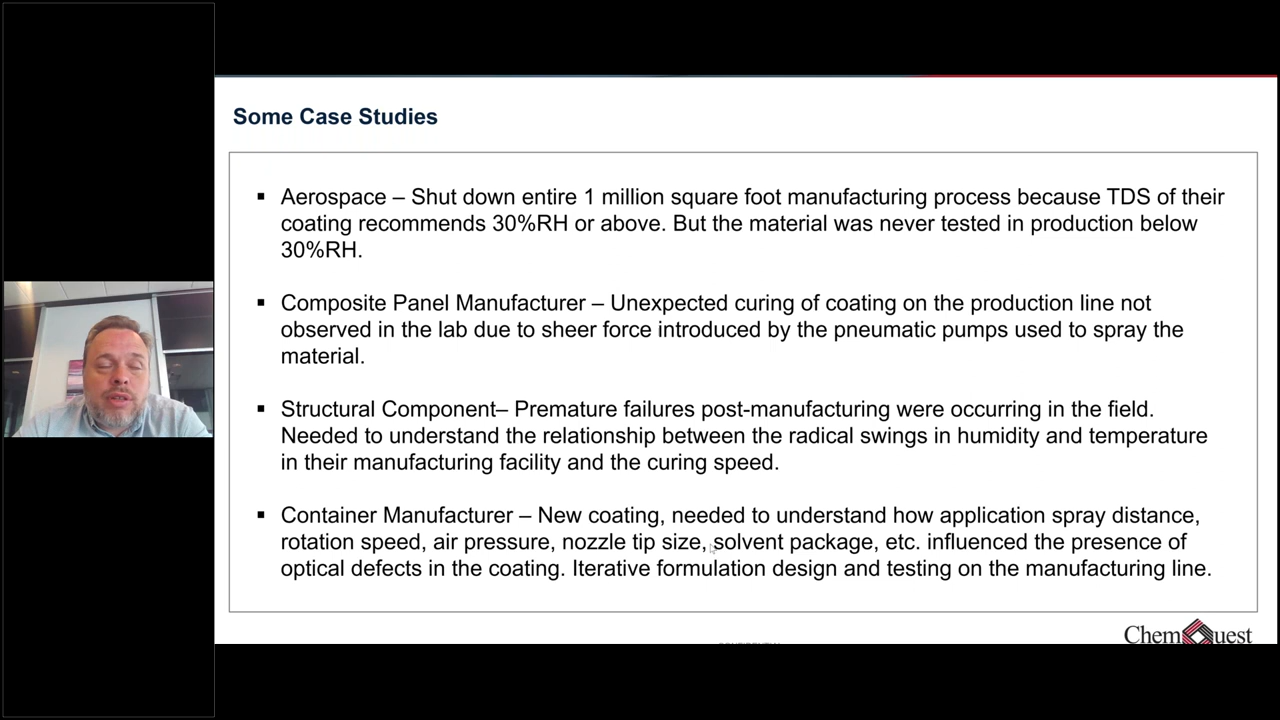 Some Case Studies
▪ Aerospace – Shut down entire 1 million square foot manufacturing process because TDS of their
coating recommends 30%RH or above. But the material was never tested in production below
30%RH.
▪ Composite Panel Manufacturer – Unexpected curing of coating on the production line not
observed in the lab due to sheer force introduced by the pneumatic pumps used to spray the
material.
▪ Structural Component– Premature failures post-manufacturing were occurring in the field.
Needed to understand the relationship between the radical swings in humidity and temperature
in their manufacturing facility and the curing speed.
▪ Container Manufacturer – New coating, needed to understand how application spray distance,
rotation speed, air pressure, nozzle tip size, solvent package, etc. influenced the presence of
optical defects in the coating. Iterative formulation design and testing on the manufacturing line.
ChemQuest